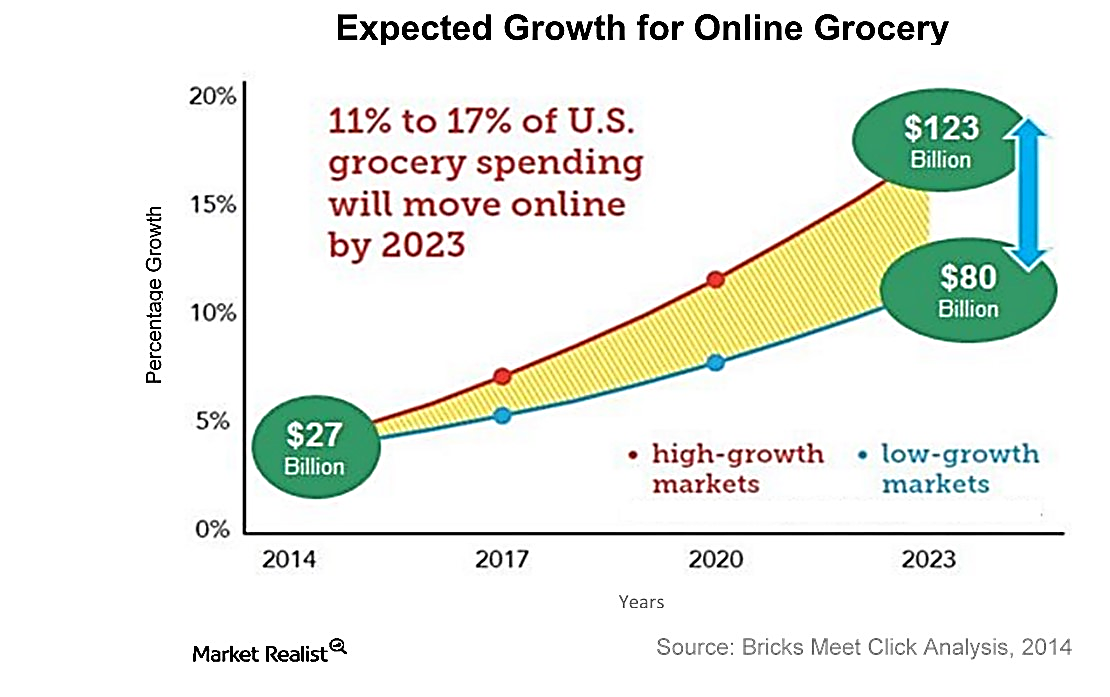 Expected Growth for Online Grocery
20%
15%
10%
5%
0%
Percentage Growth
11% to 17% of U.S.
grocery spending
will move online
by 2023
$123
Billion
$80
Billion
$27
Billion
• high-growth
markets
• low-growth
markets
2014 2017 2020 2023
Years
Market Realist
Source: Bricks Meet Click Analysis, 2014